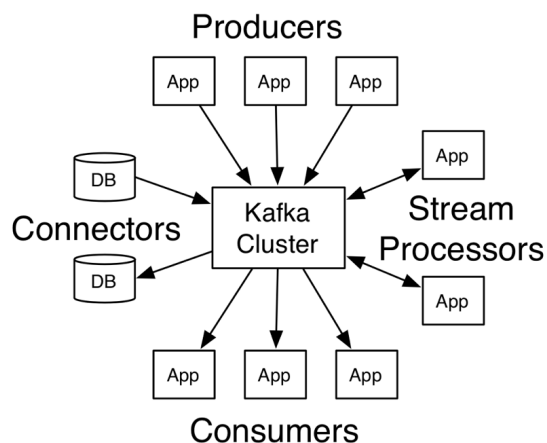 Producers
App
App
App
DB
App
Connectors
Kafka
Cluster
Stream
Processors
DB
App
App
App
App
Consumers